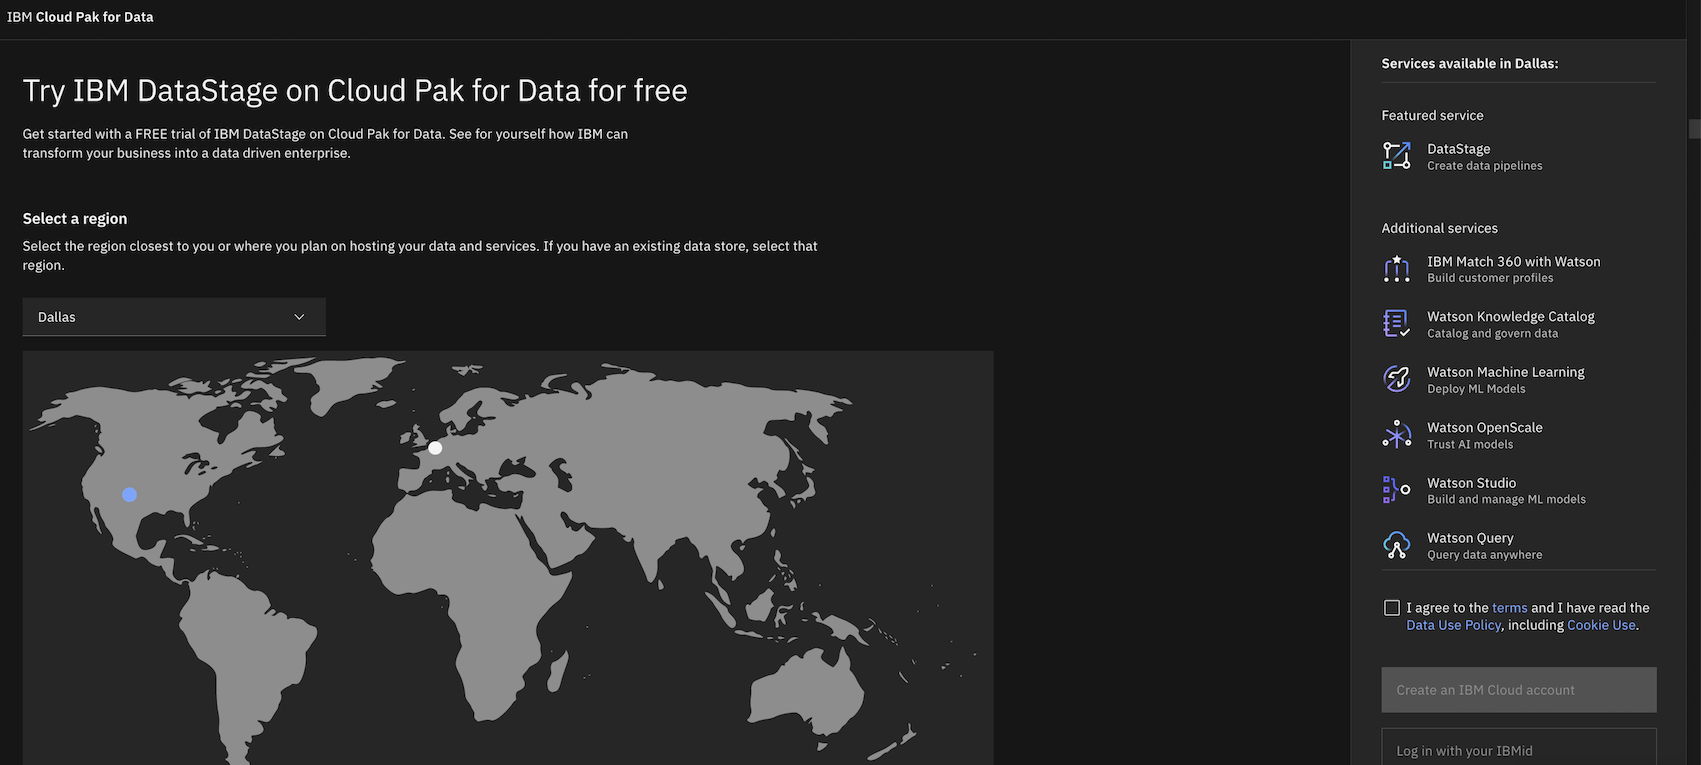 IBM Cloud Pak for Data
Try IBM DataStage on Cloud Pak for Data for free
Get started with a FREE trial of IBM DataStage on Cloud Pak for Data. See for yourself how IBM can
transform your business into a data driven enterprise.
Select a region
Select the region closest to you or where you plan on hosting your data and services. If you have an existing data store, select that
region.
Dallas
Services available in Dallas:
Featured service
DataStage
Create data pipelines
Additional services
IBM Match 360 with Watson
Build customer profiles
Watson Knowledge Catalog
Catalog and govern data
Watson Machine Learning
Deploy ML Models
Watson OpenScale
Trust AI models
Watson Studio
Build and manage ML models
Watson Query
Query data anywhere
I agree to the terms and I have read the
Data Use Policy, including Cookie Use.
Create an IBM Cloud account
Log in with your IBMid